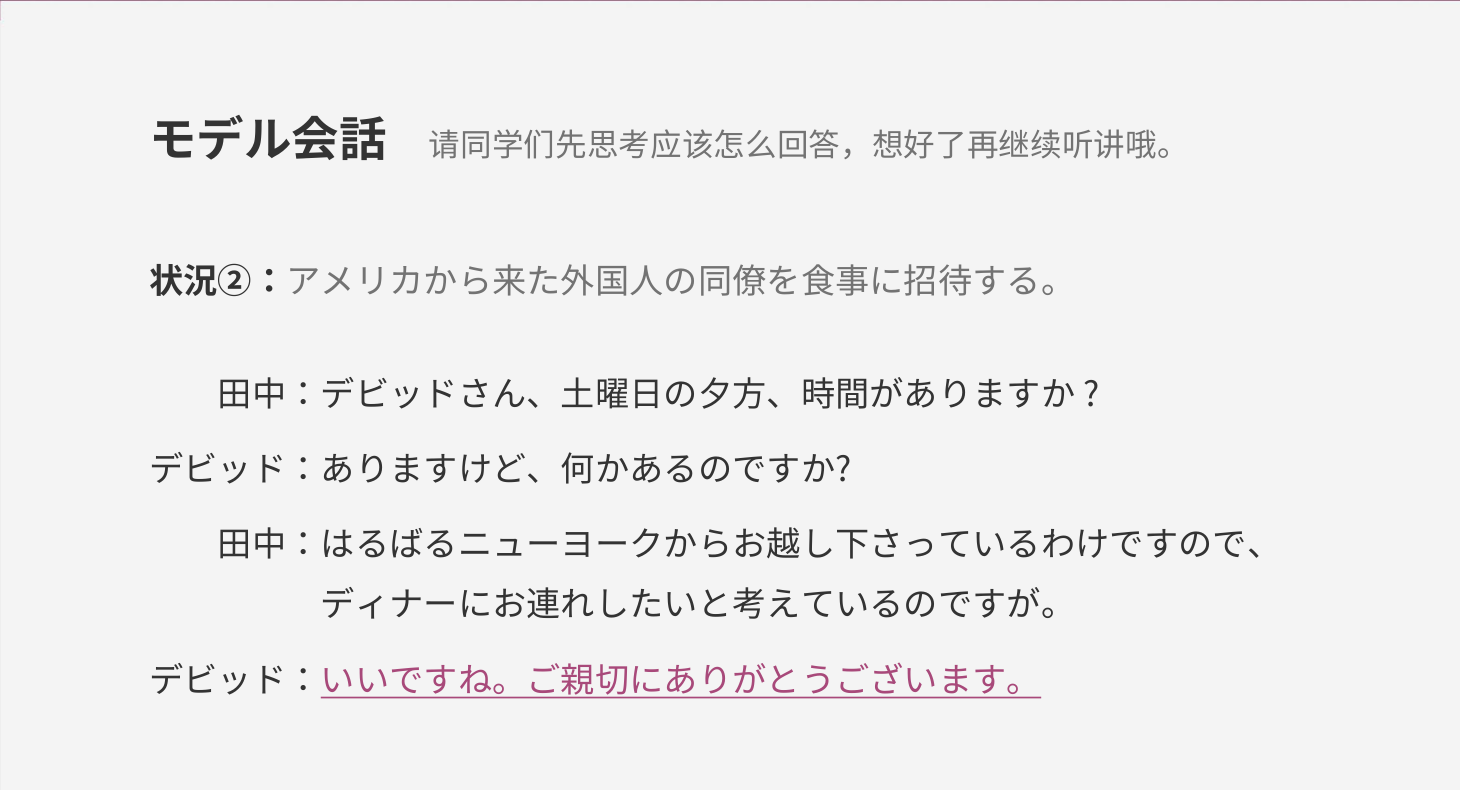 モデル会話 请同学们先思考应该怎么回答，想好了再继续听讲哦。
状況②：アメリカから来た外国人の同僚を食事に招待する。
田中：デビッドさん、土曜日の夕方、時間がありますか？
デビッド：ありますけど、何かあるのですか?
田中：はるばるニューヨークからお越し下さっているわけですので、
ディナーにお連れしたいと考えているのですが。
デビッド：いいですね。ご親切にありがとうございます。